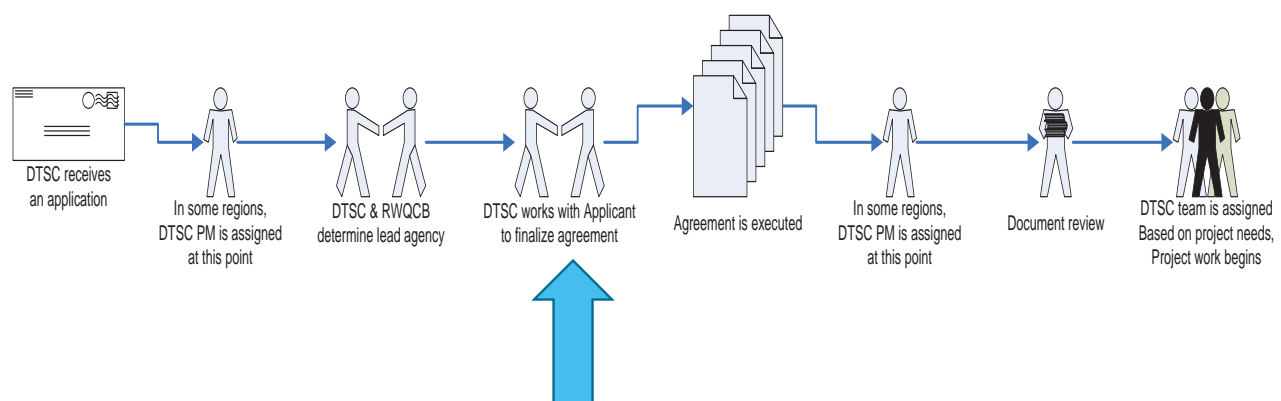 DTSC receives
an application
In some regions,
DTSC PM is assigned
at this point
DTSC & RWQCB
determine lead agency
DTSC works with Applicant
to finalize agreement
Agreement is executed
In some regions,
DTSC PM is assigned
at this point
Document review
DTSC team is assigned
Based on project needs,
Project work begins